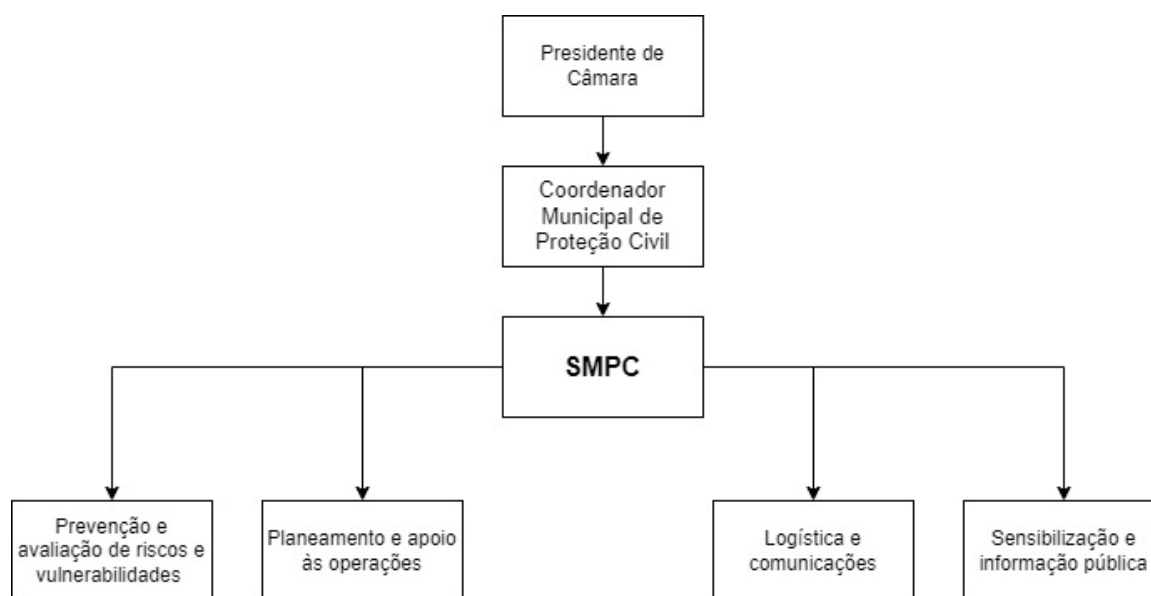 Presidente de
Câmara
Coordenador
Municipal de
Proteção Civil
SMPC
Prevenção e
avaliação de riscos e
vulnerabilidades
Planeamento e apoio
às operações
Logística e
comunicações
Sensibilização e
informação pública